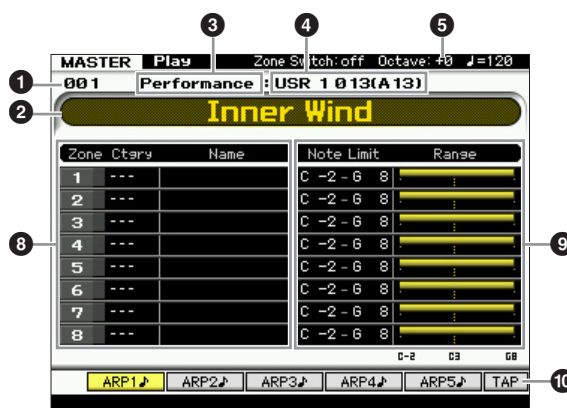 3 4 5
MASTER Play Zone Switch:off Octave: +0 ♩=120
1 001 Performance : USR 1 013(A13)
2 Inner Wind
Zone Ctgry Name Note Limit Range
1 --- C -2 - G 8
2 --- C -2 - G 8
3 --- C -2 - G 8
8 4 --- C -2 - G 8 9
5 --- C -2 - G 8
6 --- C -2 - G 8
7 --- C -2 - G 8
8 --- C -2 - G 8
C-2 C3 G8
ARP1♪ ARP2♪ ARP3♪ ARP4♪ ARP5♪ TAP 10